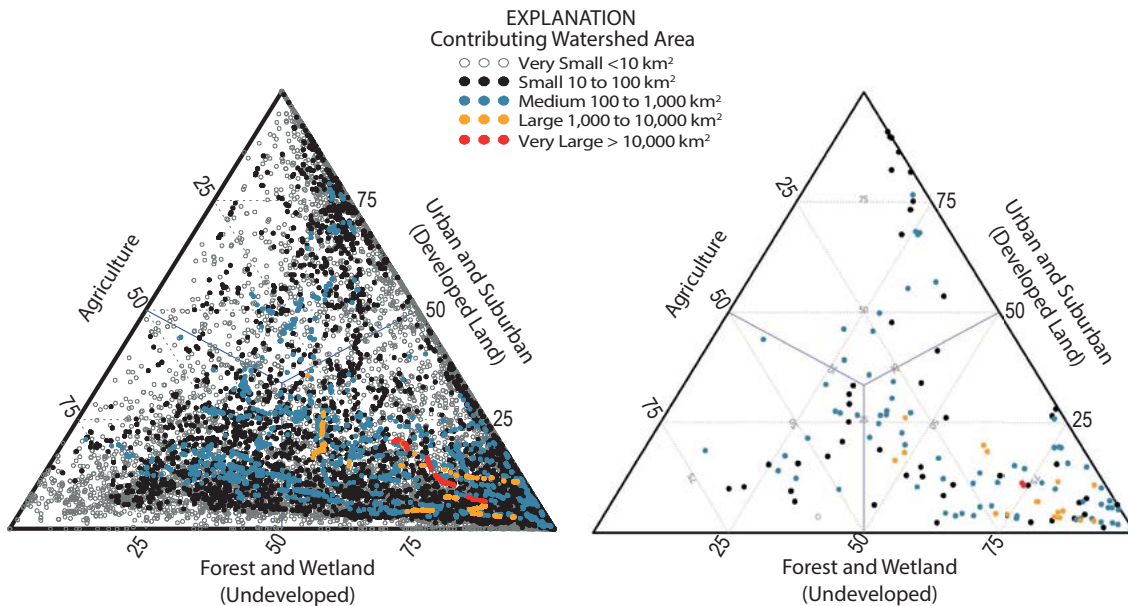 EXPLANATION
Contributing Watershed Area
Very Small <10 km²
Small 10 to 100 km²
Medium 100 to 1,000 km²
Large 1,000 to 10,000 km²
Very Large > 10,000 km²
25
50
75
Agriculture
75
50
25
Urban and Suburban
(Developed Land)
25
50
75
Forest and Wetland
(Undeveloped)
25
50
75
Agriculture
75
50
25
Urban and Suburban
(Developed Land)
75
50
25
50
75
Forest and Wetland
(Undeveloped)